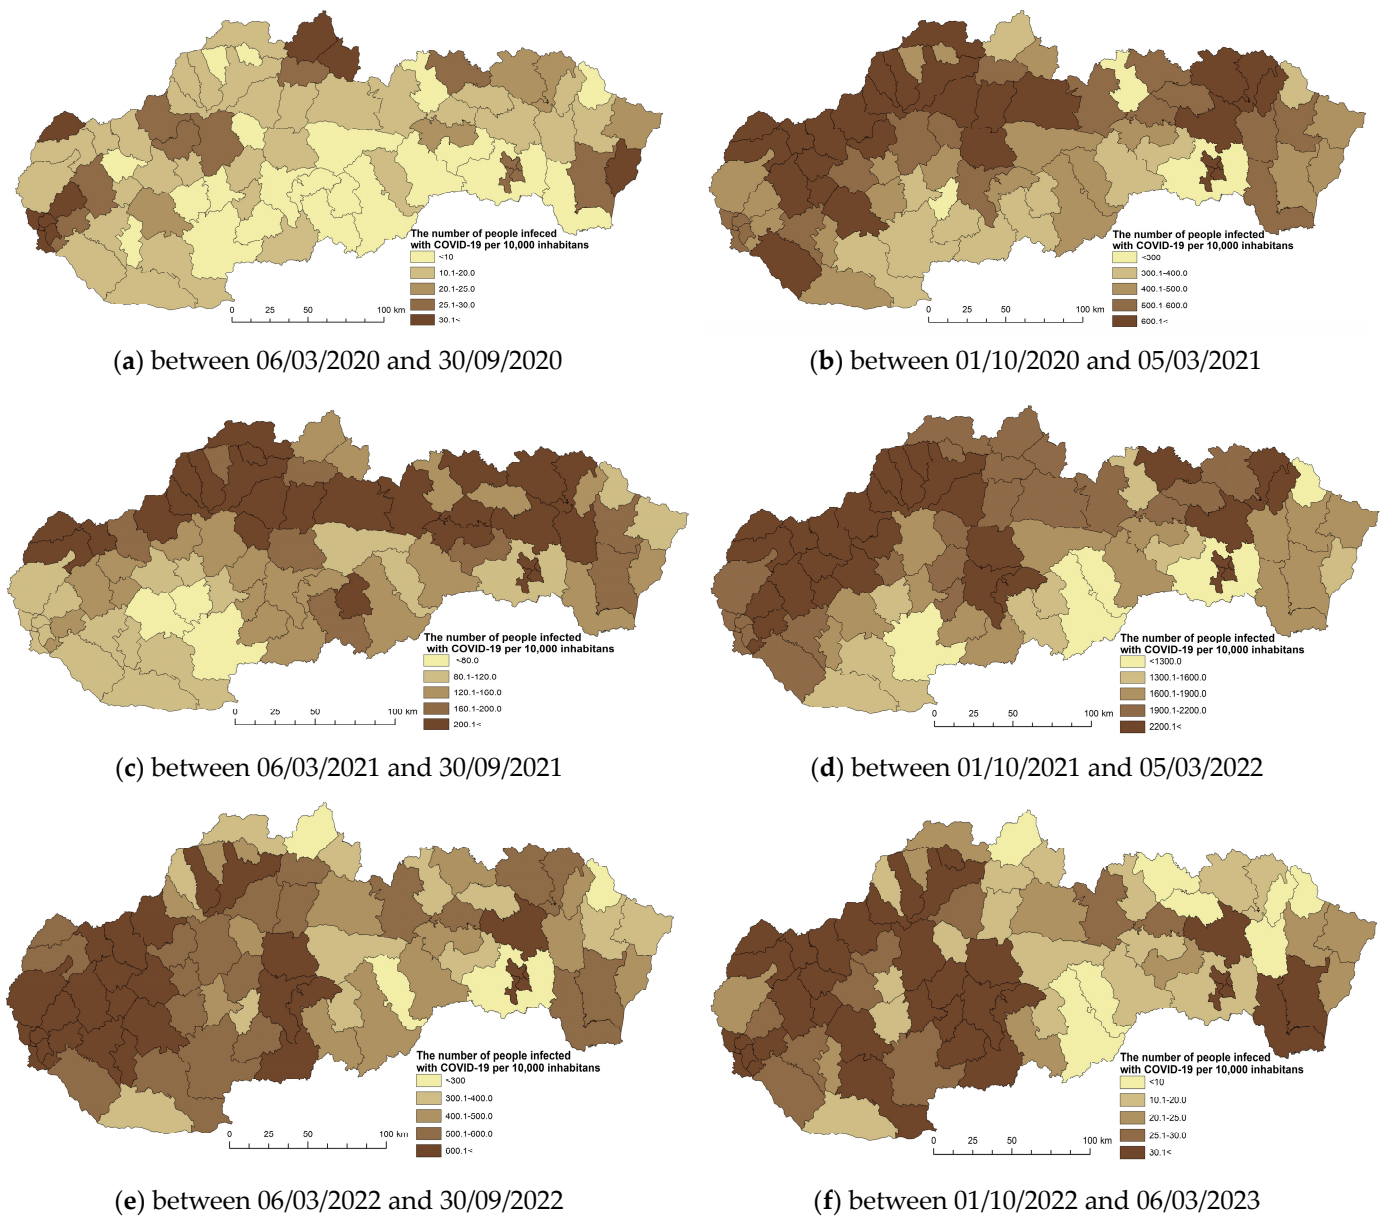 The number of people infeced
with COVID-19 per 10,000 inhabitans
<10
10.1-20.0
20.1-25.0
25.1-30.0
30.1<
0 25 50 100 km
(a) between 06/03/2020 and 30/09/2020
The number of people infected
with COVID-19 per 10,000 inhabitans
<300
300.1-400.0
400.1-500.0
500.1-600.0
600.1<
0 25 50 100 km
(b) between 01/10/2020 and 05/03/2021
The number of people infected
with COVID-19 per 10,000 inhabitans
<80.0
80.1-120.0
120.1-160.0
160.1-200.0
200.1<
0 25 50 100 km
(c) between 06/03/2021 and 30/09/2021
The number of people infected
with COVID-19 per 10,000 inhabitans
<1300.0
1300.1-1600.0
1600.1-1900.0
1900.1-2200.0
2200.1<
0 25 50 100 km
(d) between 01/10/2021 and 05/03/2022
The number of people infected
with COVID-19 per 10,000 inhabitans
<300
300.1-400.0
400.1-500.0
500.1-600.0
600.1<
0 25 50 100 km
(e) between 06/03/2022 and 30/09/2022
The number of people infeced
with COVID-19 per 10,000 inhabitans
<10
10.1-20.0
20.1-25.0
25.1-30.0
30.1<
0 25 50 100 km
(f) between 01/10/2022 and 06/03/2023